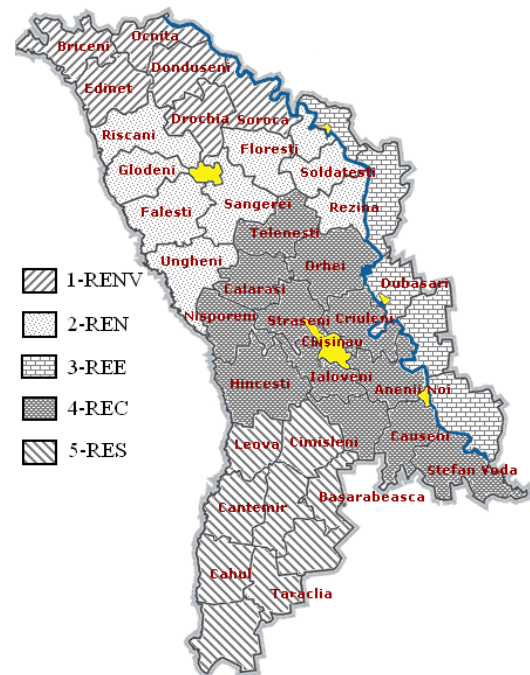 Ocnita
Briceni
Donduseni
Edinet
Drochia
Soroca
Riscani
Floresti
Glodeni
Soldatesti
Falesti
Sangerei
Rezina
Telenesti
Ungheni
Orhei
Dubasari
Calarasi
Nisporeni
Straseni
Criuleni
Chisinau
Ialoveni
Hincesti
Anenii Noi
Leova
Cimisleni
Causeni
Stefan Voda
Cantemir
Basarabeasca
Cahul
Taraclia
1-RENV
2-REN
3-REE
4-REC
5-RES